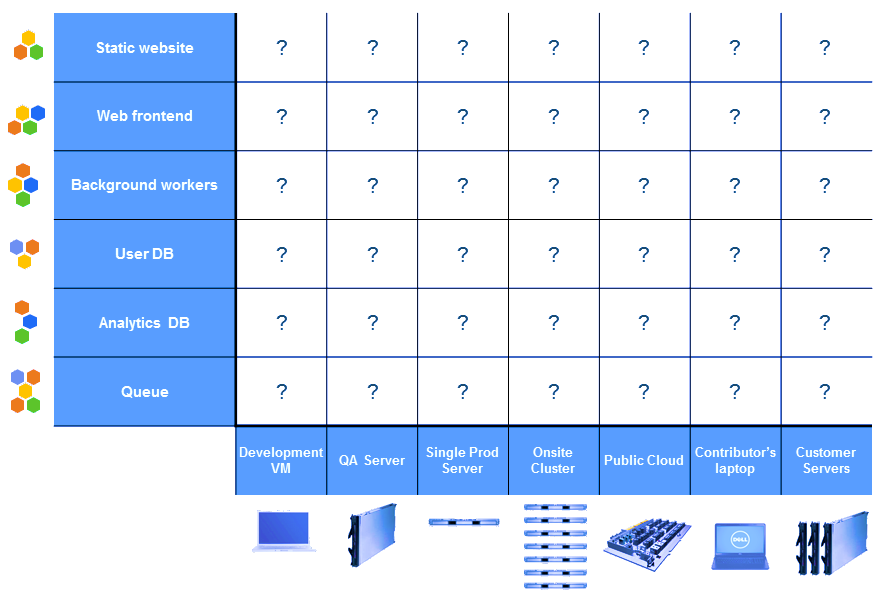 Static website ? ? ? ? ? ? ?
Web frontend ? ? ? ? ? ? ?
Background workers ? ? ? ? ? ? ?
User DB ? ? ? ? ? ? ?
Analytics DB ? ? ? ? ? ? ?
Queue ? ? ? ? ? ? ?
Development
VM
QA Server
Single Prod
Server
Onsite
Cluster
Public Cloud
Contributor's
laptop
Customer
Servers
DELL